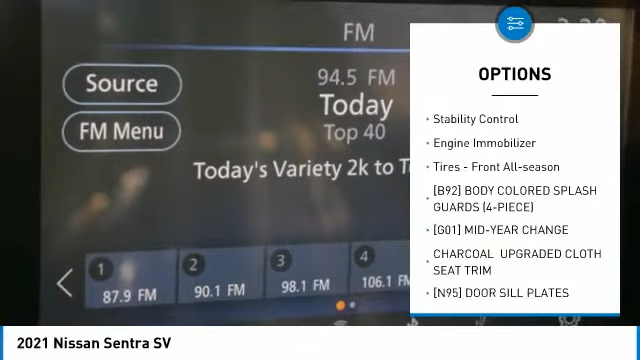 FM
Source
94.5 FM
Today
FM Menu
Top 40
Today's Variety 2k to
1
2
3
4
87.9 FM
90.1 FM
98.1 FM
106.1 F
OPTIONS
Stability Control
Engine Immobilizer
Tires - Front All-season
[B92] BODY COLORED SPLASH
GUARDS (4-PIECE)
[G01] MID-YEAR CHANGE
CHARCOAL UPGRADED CLOTH
SEAT TRIM
[N95] DOOR SILL PLATES
2021 Nissan Sentra SV